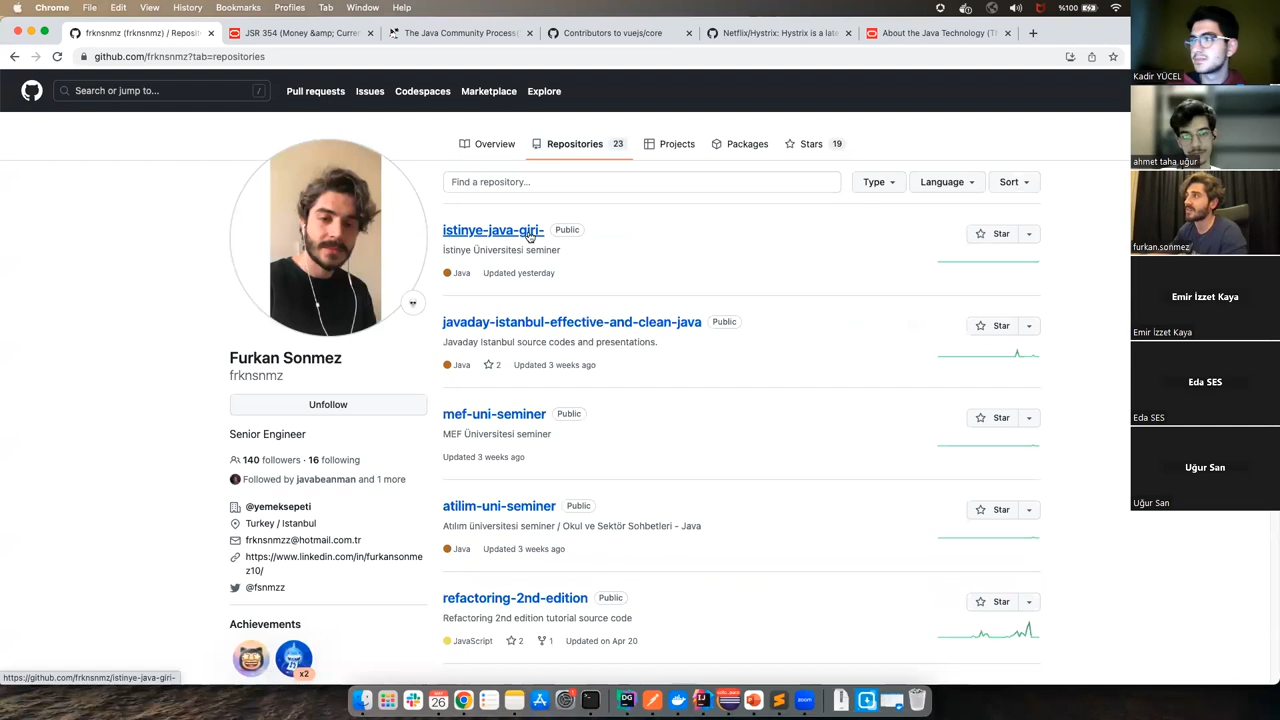 Chrome File Edit View History Bookmarks Profiles Tab Window Help %100
frknsnmz (frknsnmz) / Reposit
JSR 354 (Money &amp; Curre
The Java Community Process(
Contributors to vuejs/core
Netflix/Hystrix: Hystrix is a late
About the Java Technology (Th
github.com/frknsnmz?tab=repositories
Search or jump to... /
Pull requests Issues Codespaces Marketplace Explore
Overview Repositories 23 Projects Packages Stars 19
Find a repository...
Type Language Sort
istinye-java-giri- Public
Star
İstinye Üniversitesi seminer
Java Updated yesterday
javaday-istanbul-effective-and-clean-java Public
Star
Javaday Istanbul source codes and presentations.
Java 2 Updated 3 weeks ago
mef-uni-seminer Public
Star
MEF Üniversitesi seminer
Updated 3 weeks ago
atilim-uni-seminer Public
Star
Atılım üniversitesi seminer / Okul ve Sektör Sohbetleri - Java
Java Updated 3 weeks ago
refactoring-2nd-edition Public
Star
Refactoring 2nd edition tutorial source code
JavaScript 2 1 Updated on Apr 20
Furkan Sonmez
frknsnmz
Unfollow
Senior Engineer
140 followers · 16 following
Followed by javabeanman and 1 more
@yemeksepeti
Turkey / Istanbul
frknsnmzz@hotmail.com.tr
https://www.linkedin.com/in/furkansonme
z10/
@fsnmzz
Achievements
x2
https://github.com/frknsnmz/istinye-java-giri-
Kadir YÜCEL
ahmet taha uğur
furkan.sonmez
Emir İzzet Kaya
Emir İzzet Kaya
Eda SES
Eda SES
Uğur San
Uğur San
26
DG
IJ
zoom